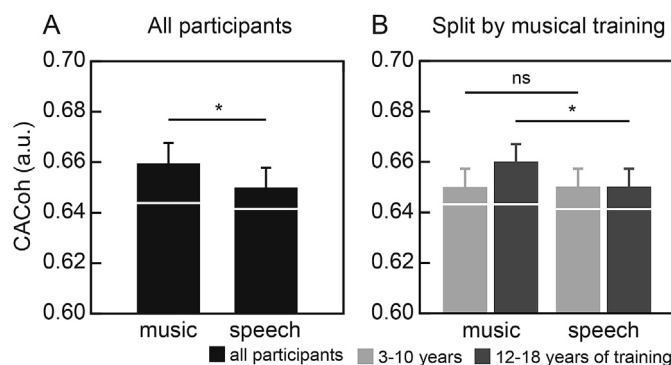 A All participants
B Split by musical training
CACoh (a.u.)
0.70
0.68
0.66
0.64
0.62
0.60
*
music speech
0.70
0.68
0.66
0.64
0.62
0.60
ns
*
music speech
all participants 3-10 years 12-18 years of training